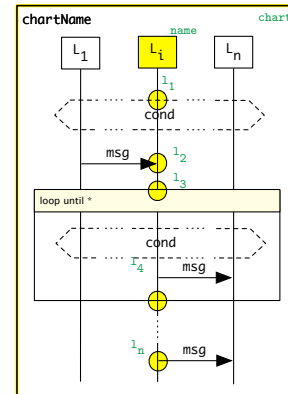 chartName
chart
name
L1
Li
Ln
l1
cond
msg
l2
l3
loop until *
cond
l4
msg
ln
msg